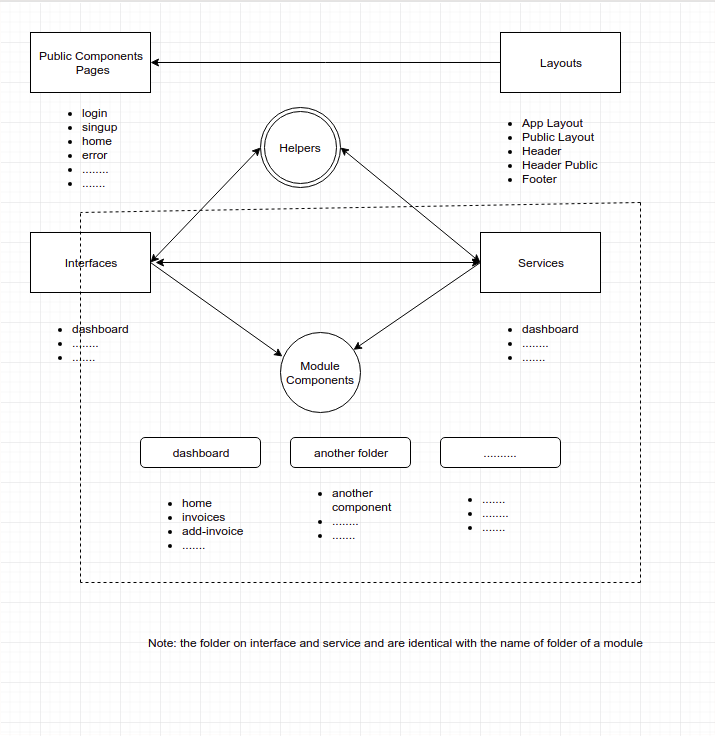 Public Components
Pages
Layouts
• login
• singup
• home
• error
• ........
• .......
Helpers
• App Layout
• Public Layout
• Header
• Header Public
• Footer
Interfaces
Services
• dashboard
• ........
• .......
• dashboard
• ........
• .......
Module
Components
dashboard
another folder
..........
• home
• invoices
• add-invoice
• .......
• another
component
• ........
• .......
• .......
• ........
• .......
Note: the folder on interface and service and are identical with the name of folder of a module